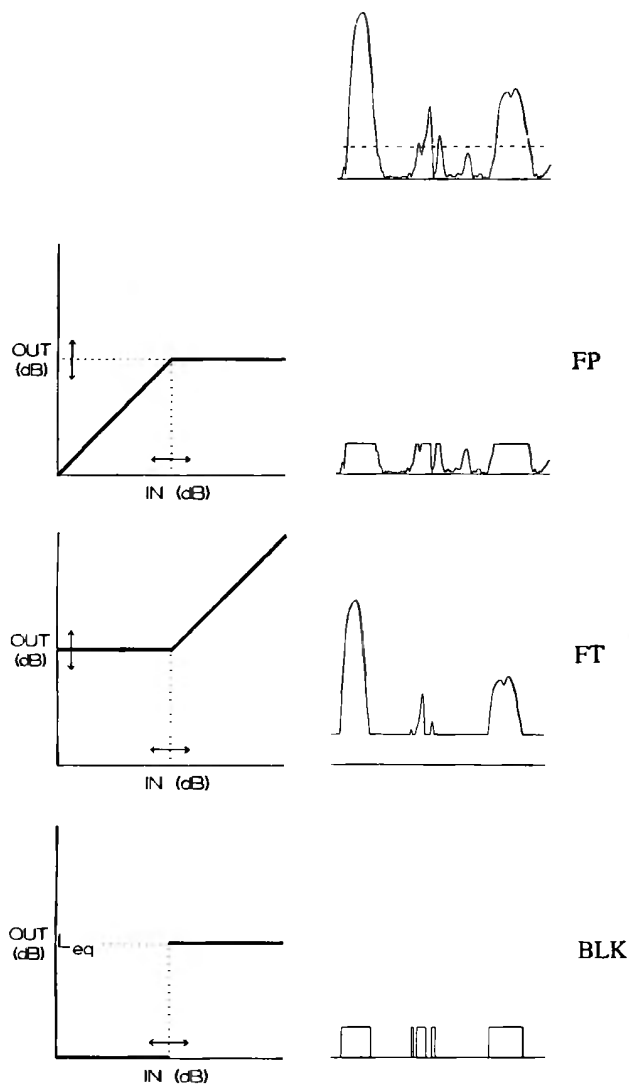 OUT
(dB)
IN (dB)
FP
OUT
(dB)
IN (dB)
FT
OUT
(dB)
Leq
IN (dB)
BLK